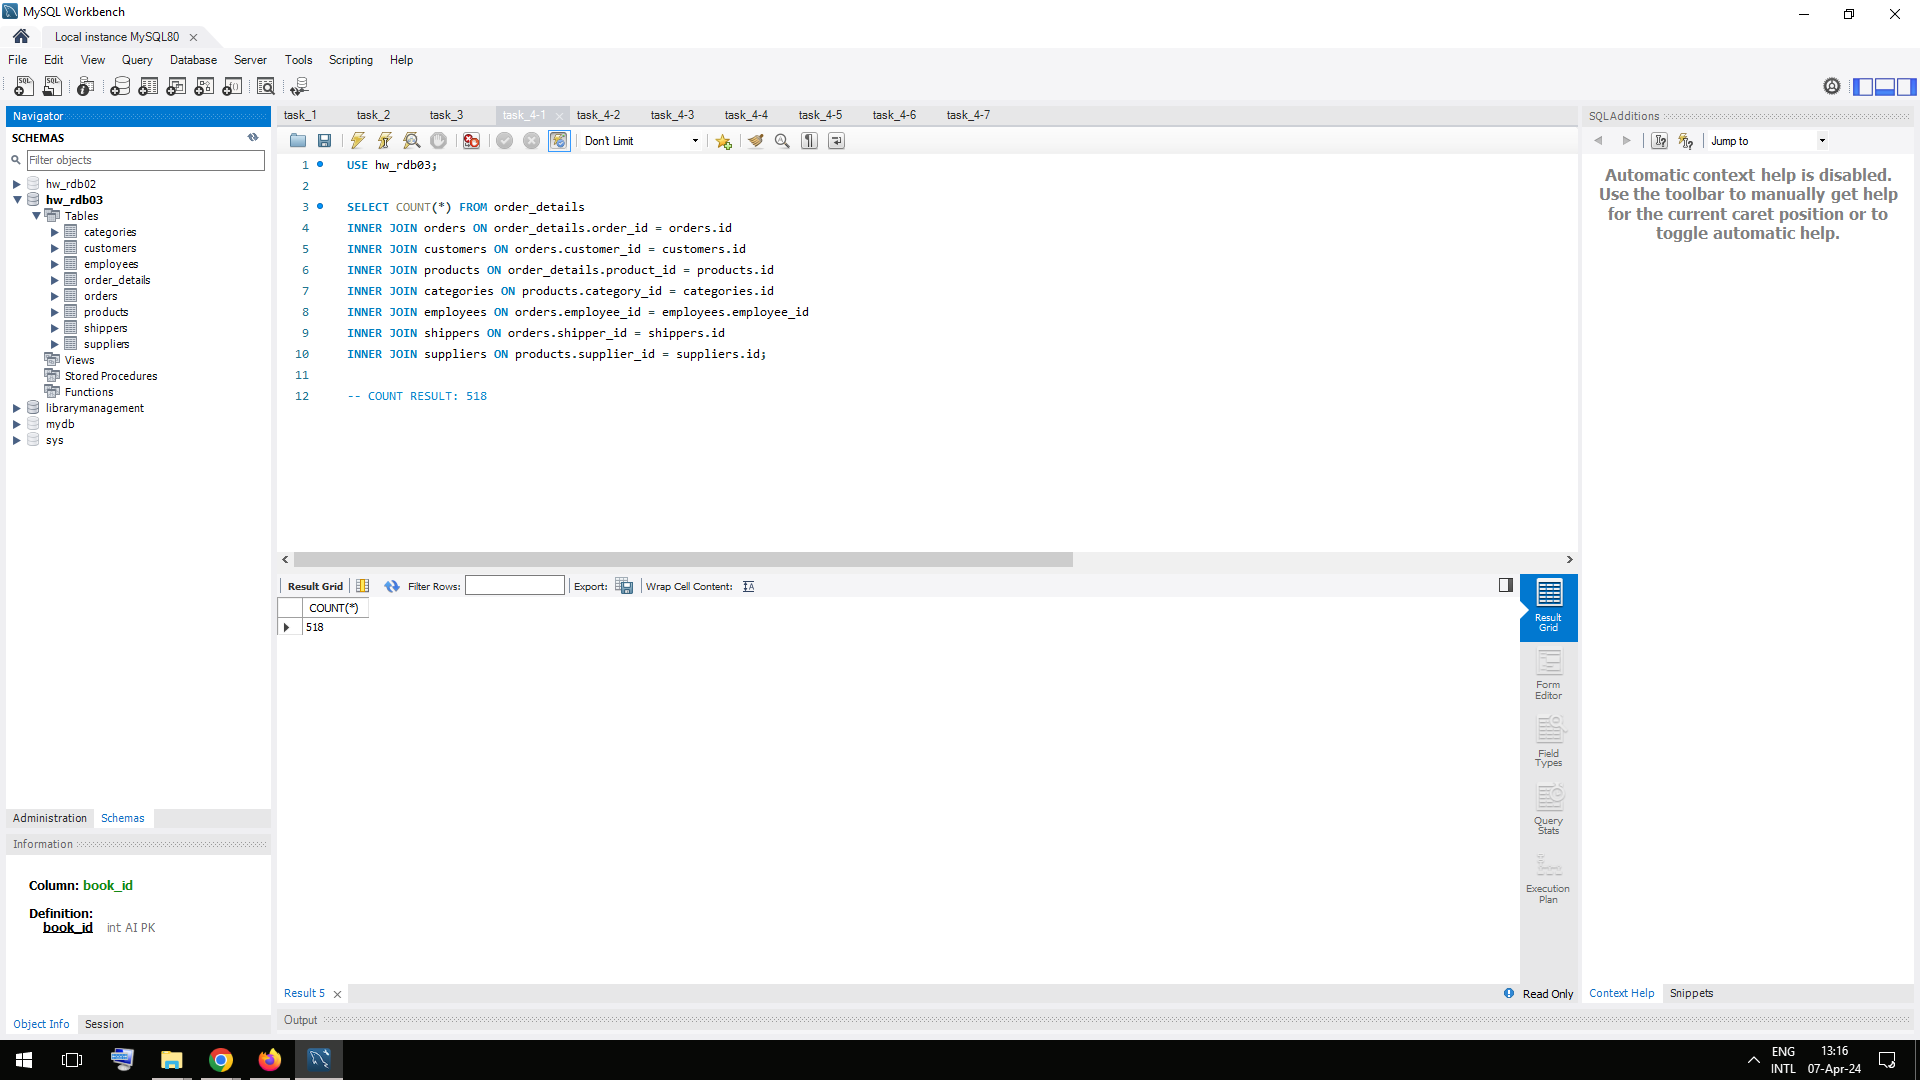 MySQL Workbench
Local instance MySQL80
File Edit View Query Database Server Tools Scripting Help
Navigator
SCHEMAS
Filter objects
hw_rdb02
hw_rdb03
Tables
categories
customers
employees
order_details
orders
products
shippers
suppliers
Views
Stored Procedures
Functions
librarymanagement
mydb
sys
Administration Schemas
Information
Column: book_id
Definition:
book_id int AI PK
Object Info Session
task_1 task_2 task_3 task_4-1 task_4-2 task_4-3 task_4-4 task_4-5 task_4-6 task_4-7
Don't Limit
1 USE hw_rdb03;
2
3 SELECT COUNT(*) FROM order_details
4 INNER JOIN orders ON order_details.order_id = orders.id
5 INNER JOIN customers ON orders.customer_id = customers.id
6 INNER JOIN products ON order_details.product_id = products.id
7 INNER JOIN categories ON products.category_id = categories.id
8 INNER JOIN employees ON orders.employee_id = employees.employee_id
9 INNER JOIN shippers ON orders.shipper_id = shippers.id
10 INNER JOIN suppliers ON products.supplier_id = suppliers.id;
11
12 -- COUNT RESULT: 518
Result Grid Filter Rows: Export: Wrap Cell Content:
COUNT(*)
518
Result
Grid
Form
Editor
Field
Types
Query
Stats
Execution
Plan
Result 5
Read Only
Output
SQLAdditions
Jump to
Automatic context help is disabled.
Use the toolbar to manually get help
for the current caret position or to
toggle automatic help.
Context Help Snippets
ENG
INTL
13:16
07-Apr-24